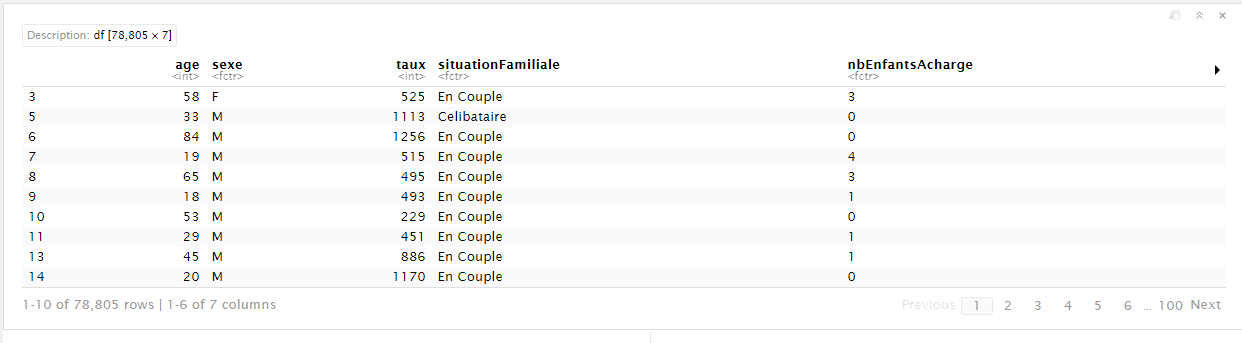 Description: df [78,805 × 7]
age sexe taux situationFamiliale nbEnfantsAcharge
<int> <fctr> <int> <fctr> <fctr>
3 58 F 525 En Couple 3
5 33 M 1113 Celibataire 0
6 84 M 1256 En Couple 0
7 19 M 515 En Couple 4
8 65 M 495 En Couple 3
9 18 M 493 En Couple 1
10 53 M 229 En Couple 0
11 29 M 451 En Couple 1
13 45 M 886 En Couple 1
14 20 M 1170 En Couple 0
1-10 of 78,805 rows | 1-6 of 7 columns Previous 1 2 3 4 5 6 ... 100 Next